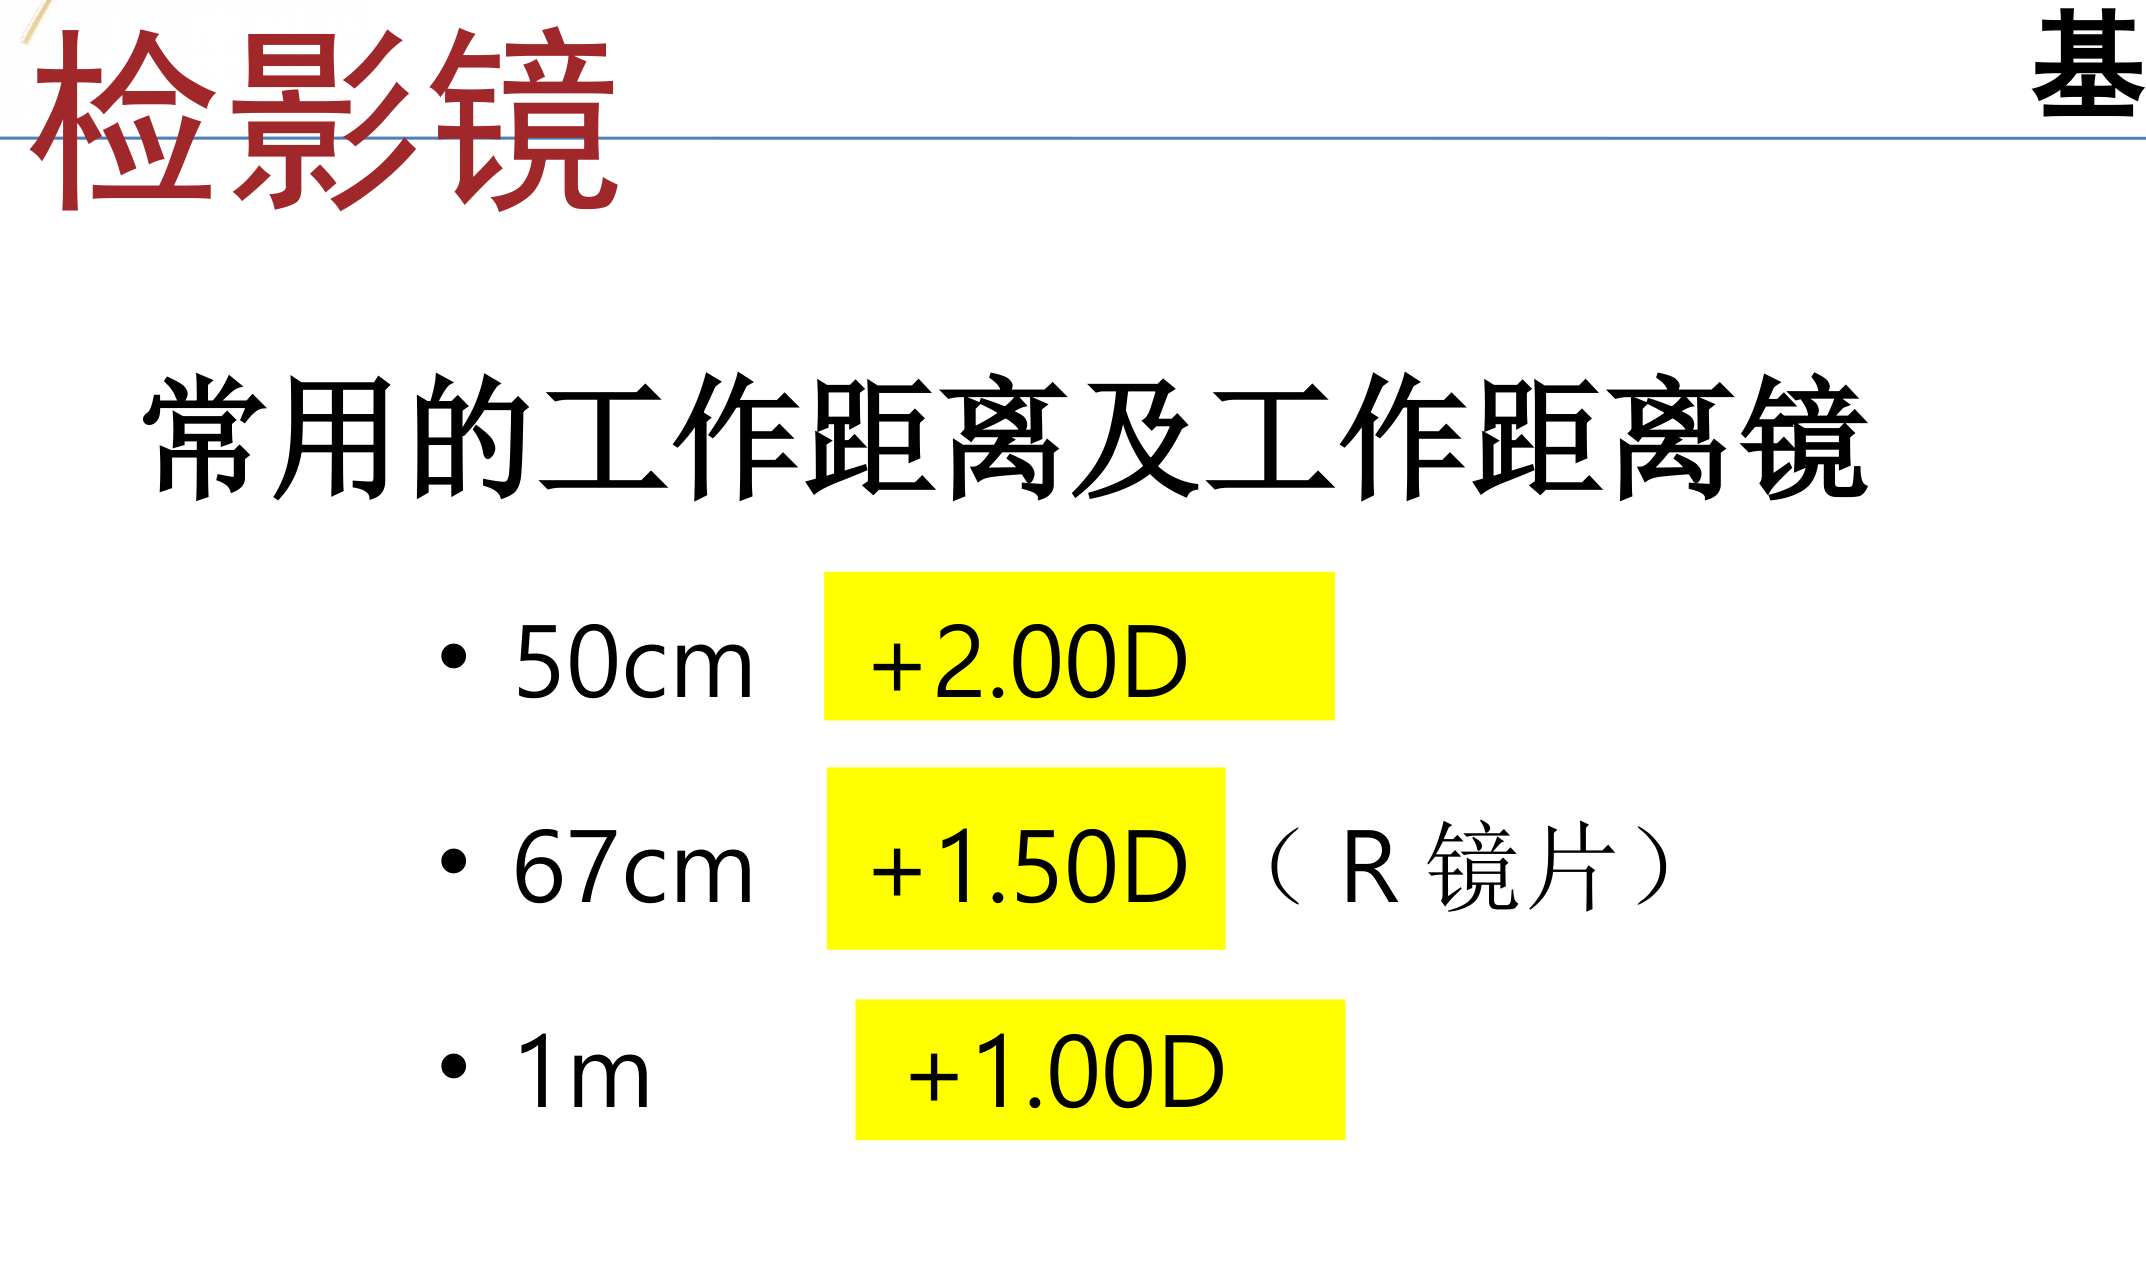 检影镜
基
常用的工作距离及工作距离镜
• 50cm +2.00D
• 67cm +1.50D（R镜片）
• 1m +1.00D